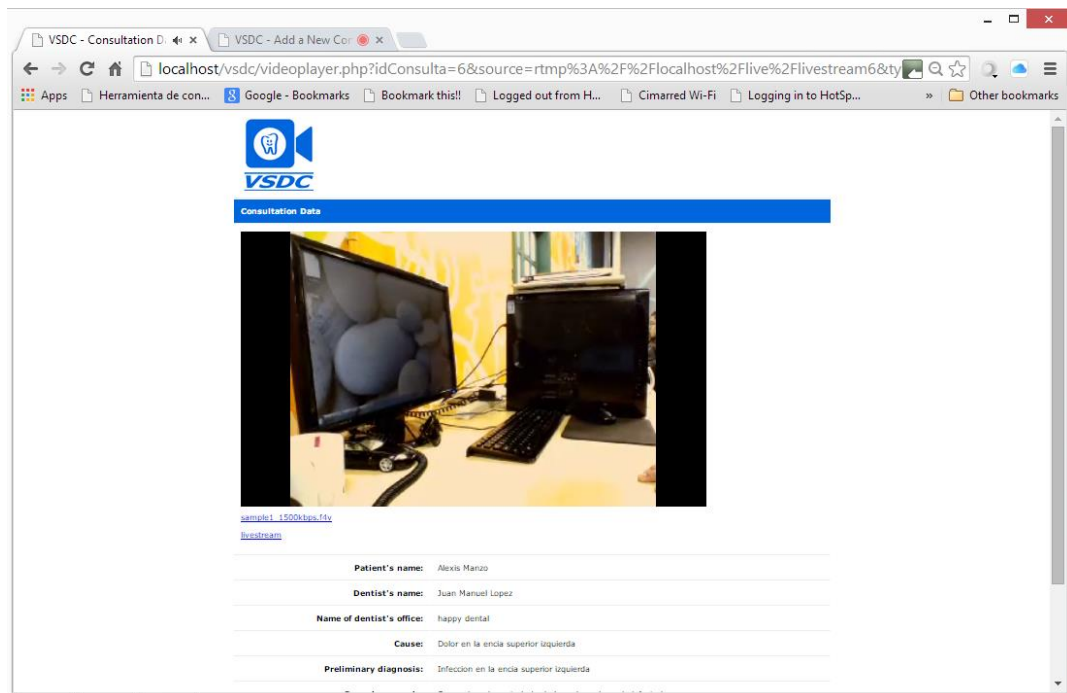 VSDC - Consultation D
VSDC - Add a New Cor
localhost/vsdc/videoplayer.php?idConsulta=6&source=rtmp%3A%2F%2Flocalhost%2Flive%2Flivestream6&ty
Apps
Herramienta de con...
Google - Bookmarks
Bookmark this!!
Logged out from H...
Cimarred Wi-Fi
Logging in to HotSp...
»
Other bookmarks
VSDC
Consultation Data
sample1_1500kbps.f4v
livestream
Patient's name: Alexis Manzo
Dentist's name: Juan Manuel Lopez
Name of dentist's office: happy dental
Cause: Dolor en la encia superior izquierda
Preliminary diagnosis: Infeccion en la encia superior izquierda